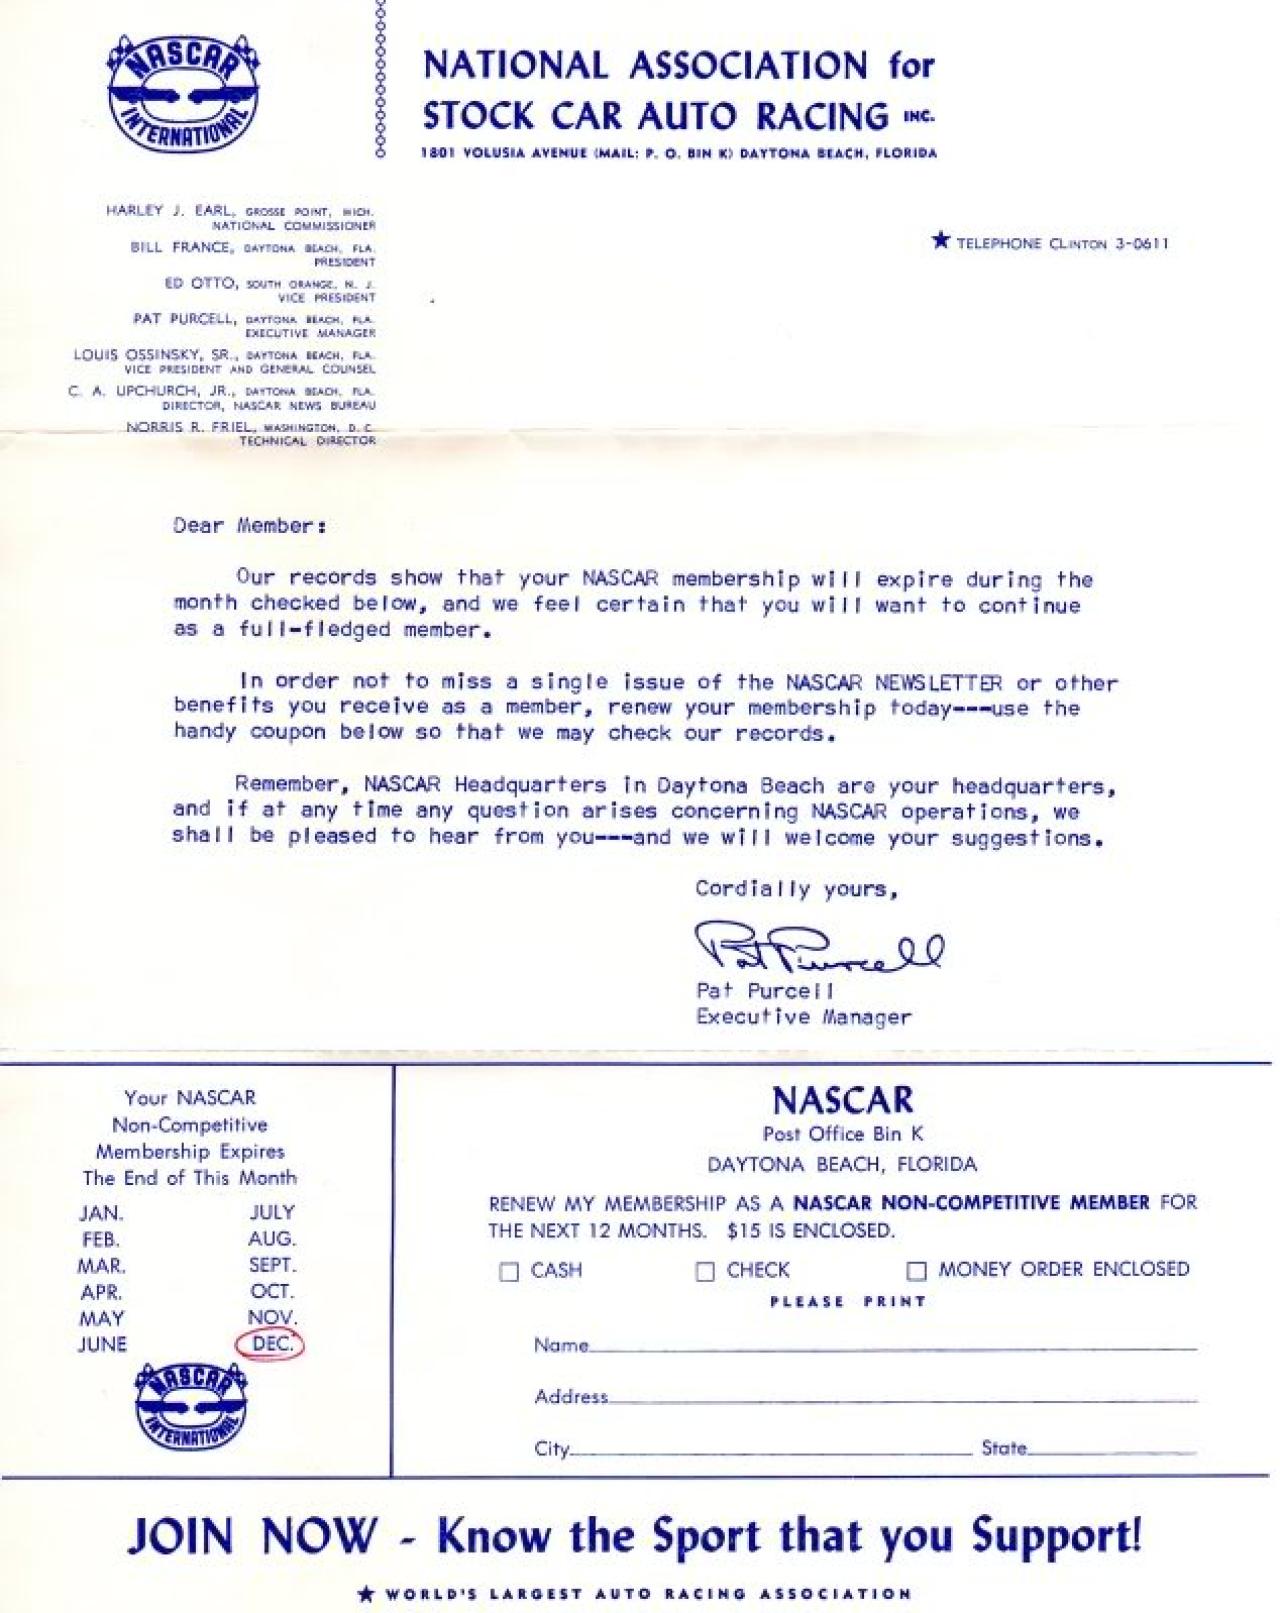 NASCAR
INTERNATIONAL
NATIONAL ASSOCIATION for
STOCK CAR AUTO RACING INC.
1801 VOLUSIA AVENUE (MAIL: P. O. BIN K) DAYTONA BEACH, FLORIDA
HARLEY J. EARL, GROSSE POINT, MICH.
NATIONAL COMMISSIONER
BILL FRANCE, DAYTONA BEACH, FLA.
PRESIDENT
ED OTTO, SOUTH ORANGE, N. J.
VICE PRESIDENT
PAT PURCELL, DAYTONA BEACH, FLA.
EXECUTIVE MANAGER
LOUIS OSSINSKY, SR., DAYTONA BEACH, FLA.
VICE PRESIDENT AND GENERAL COUNSEL
C. A. UPCHURCH, JR., DAYTONA BEACH, FLA.
DIRECTOR, NASCAR NEWS BUREAU
NORRIS R. FRIEL, WASHINGTON, D. C.
TECHNICAL DIRECTOR
★ TELEPHONE CLINTON 3-0611
Dear Member:
Our records show that your NASCAR membership will expire during the
month checked below, and we feel certain that you will want to continue
as a full-fledged member.
In order not to miss a single issue of the NASCAR NEWSLETTER or other
benefits you receive as a member, renew your membership today---use the
handy coupon below so that we may check our records.
Remember, NASCAR Headquarters in Daytona Beach are your headquarters,
and if at any time any question arises concerning NASCAR operations, we
shall be pleased to hear from you---and we will welcome your suggestions.
Cordially yours,
Pat Purcell
Pat Purcell
Executive Manager
Your NASCAR
Non-Competitive
Membership Expires
The End of This Month
JAN. JULY
FEB. AUG.
MAR. SEPT.
APR. OCT.
MAY NOV.
JUNE DEC.
NASCAR
INTERNATIONAL
NASCAR
Post Office Bin K
DAYTONA BEACH, FLORIDA
RENEW MY MEMBERSHIP AS A NASCAR NON-COMPETITIVE MEMBER FOR
THE NEXT 12 MONTHS. $15 IS ENCLOSED.
☐ CASH ☐ CHECK ☐ MONEY ORDER ENCLOSED
PLEASE PRINT
Name
Address
City State
JOIN NOW - Know the Sport that you Support!
★ WORLD'S LARGEST AUTO RACING ASSOCIATION